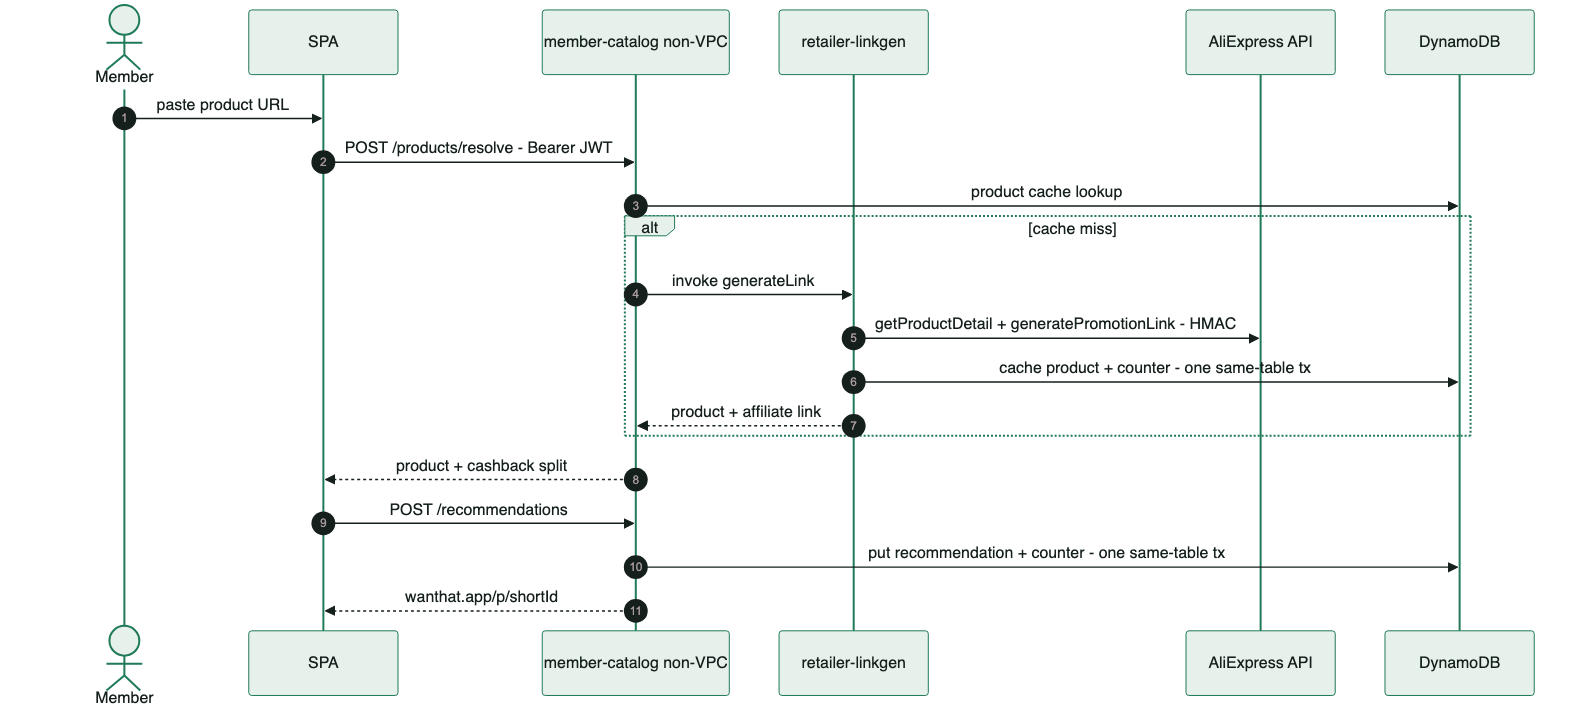 Member
SPA
member-catalog non-VPC
retailer-linkgen
AliExpress API
DynamoDB
1
paste product URL
2
POST /products/resolve - Bearer JWT
3
product cache lookup
alt
[cache miss]
4
invoke generateLink
5
getProductDetail + generatePromotionLink - HMAC
6
cache product + counter - one same-table tx
7
product + affiliate link
8
product + cashback split
9
POST /recommendations
10
put recommendation + counter - one same-table tx
11
wanthat.app/p/shortId
Member
SPA
member-catalog non-VPC
retailer-linkgen
AliExpress API
DynamoDB